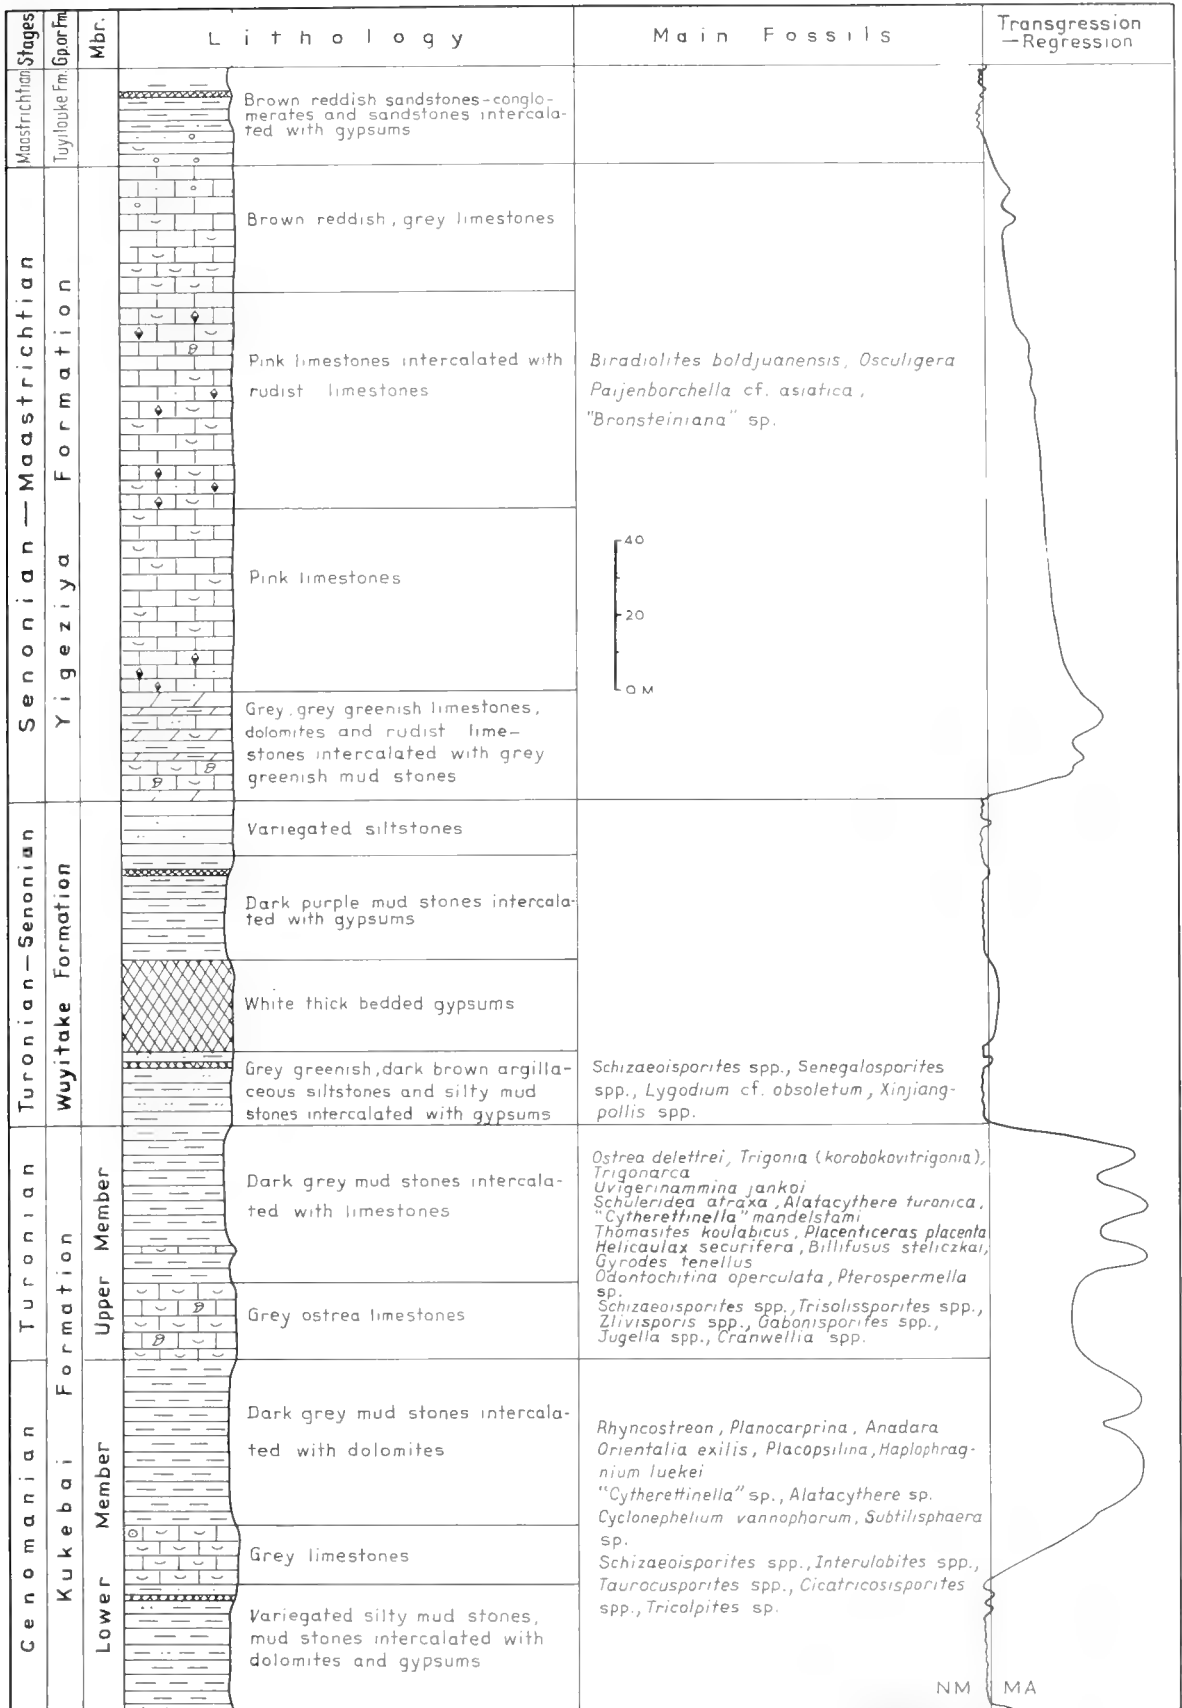 Stages
Gp. or Fm.
Mbr.
Lithology
Main Fossils
Transgression
—Regression
Maastrichtian
Tuyilouke Fm.
Brown reddish sandstones-conglo-
merates and sandstones intercala-
ted with gypsums
Senonian—Maastrichtian
Yigeziya Formation
Brown reddish, grey limestones
Pink limestones intercalated with
rudist limestones
Biradiolites boldjuanensis, Osculigera
Paijenborchella cf. asiatica,
"Bronsteiniana" sp.
Pink limestones
40
20
0 M
Grey, grey greenish limestones,
dolomites and rudist lime-
stones intercalated with grey
greenish mud stones
Turonian—Senonian
Wuyitake Formation
Variegated siltstones
Dark purple mud stones intercala-
ted with gypsums
White thick bedded gypsums
Grey greenish, dark brown argilla-
ceous siltstones and silty mud
stones intercalated with gypsums
Schizaeoisporites spp., Senegalosporites
spp., Lygodium cf. obsoletum, Xinjiang-
pollis spp.
Turonian
Kukebai Formation
Upper Member
Dark grey mud stones intercala-
ted with limestones
Grey ostrea limestones
Ostrea delettrei, Trigonia (korobokovitrigonia),
Trigonarca
Uvigerinammina jankoi
Schuleridea atraxa, Alatacythere turonica,
"Cytherettinella" mandelstami
Thomasites koulabicus, Placenticeras placenta
Helicaulax securifera, Billifusus steliczkai,
Gyrodes tenellus
Odontochitina operculata, Pterospermella
sp.
Schizaeoisporites spp., Trisolissporites spp.,
Zlivisporis spp., Gabonisporites spp.,
Jugella spp., Cranwellia spp.
Cenomanian
Lower Member
Dark grey mud stones intercala-
ted with dolomites
Grey limestones
Variegated silty mud stones,
mud stones intercalated with
dolomites and gypsums
Rhyncostreon, Planocarprina, Anadara
Orientalia exilis, Placopsilina, Haplophrag-
nium luekei
"Cytherettinella" sp., Alatacythere sp.
Cyclonephelium vannophorum, Subtilisphaera
sp.
Schizaeoisporites spp., Interulobites spp.,
Taurocusporites spp., Cicatricosisporites
spp., Tricolpites sp.
NM MA